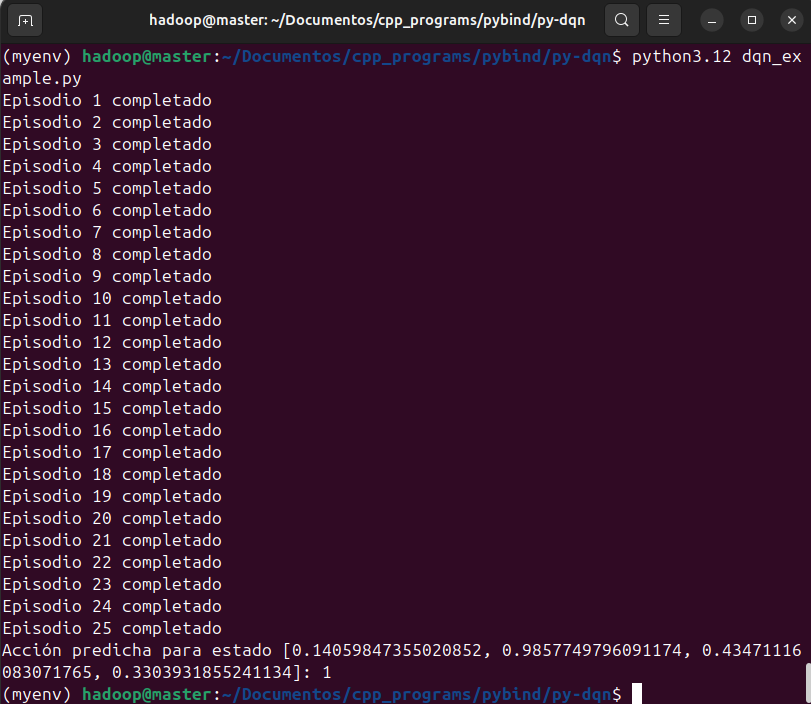 hadoop@master: ~/Documentos/cpp_programs/pybind/py-dqn
(myenv) hadoop@master:~/Documentos/cpp_programs/pybind/py-dqn$ python3.12 dqn_ex
ample.py
Episodio 1 completado
Episodio 2 completado
Episodio 3 completado
Episodio 4 completado
Episodio 5 completado
Episodio 6 completado
Episodio 7 completado
Episodio 8 completado
Episodio 9 completado
Episodio 10 completado
Episodio 11 completado
Episodio 12 completado
Episodio 13 completado
Episodio 14 completado
Episodio 15 completado
Episodio 16 completado
Episodio 17 completado
Episodio 18 completado
Episodio 19 completado
Episodio 20 completado
Episodio 21 completado
Episodio 22 completado
Episodio 23 completado
Episodio 24 completado
Episodio 25 completado
Acción predicha para estado [0.14059847355020852, 0.9857749796091174, 0.43471116
083071765, 0.3303931855241134]: 1
(myenv) hadoop@master:~/Documentos/cpp_programs/pybind/py-dqn$